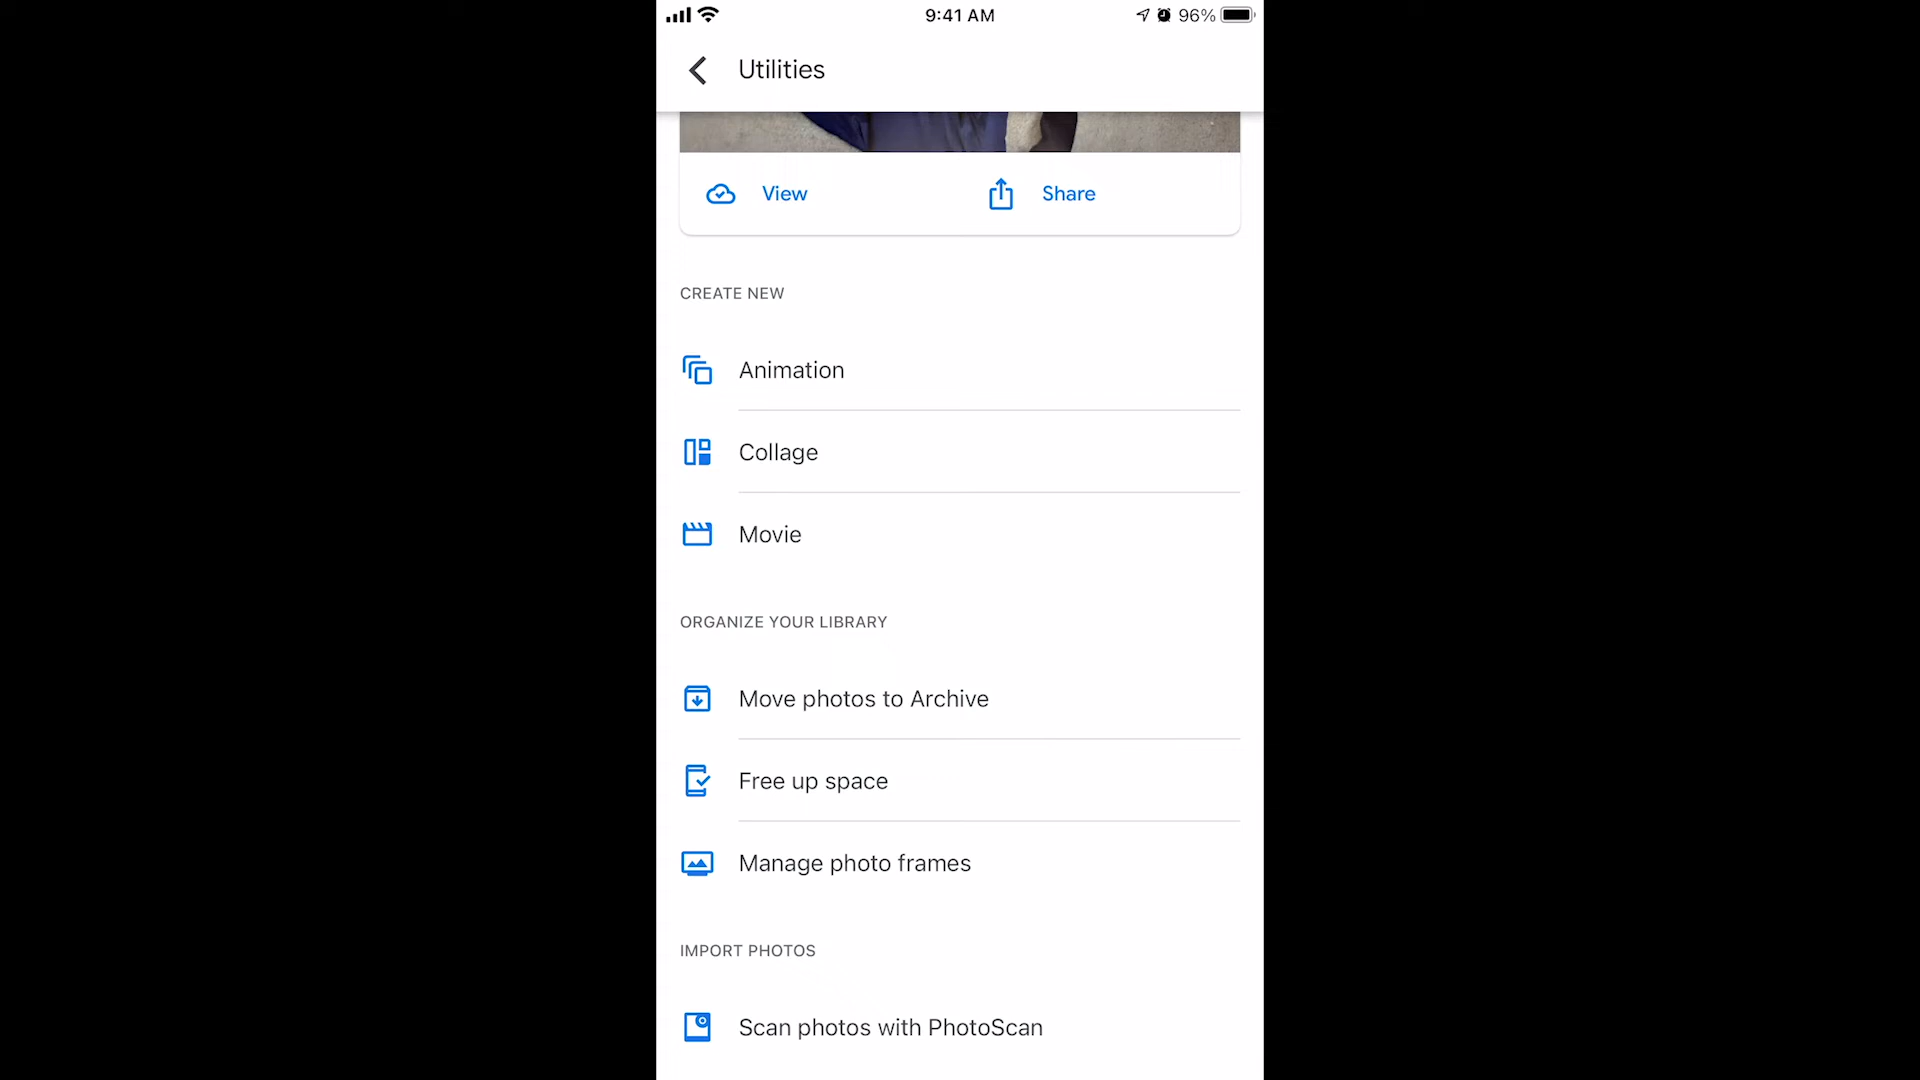 9:41 AM
96%
Utilities
View
Share
CREATE NEW
Animation
Collage
Movie
ORGANIZE YOUR LIBRARY
Move photos to Archive
Free up space
Manage photo frames
IMPORT PHOTOS
Scan photos with PhotoScan